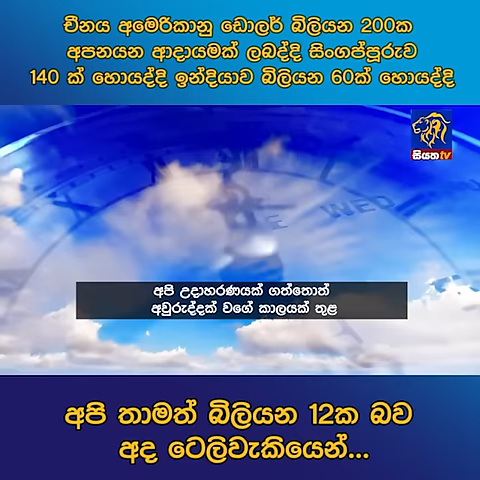 චීනය අමෙරිකානු ඩොලර් බිලියන 200ක
අපනයන ආදායමක් ලබද්දි සිංගප්පූරුව
140 ක් හොයද්දි ඉන්දියාව බිලියන 60ක් හොයද්දි
සියත tv
WED
අපි උදාහරණයක් ගත්තොත්
අවුරුද්දක් වගේ කාලයක් තුළ
අපි තාමත් බිලියන 12ක බව
අද ටෙලිවැකියෙන්...